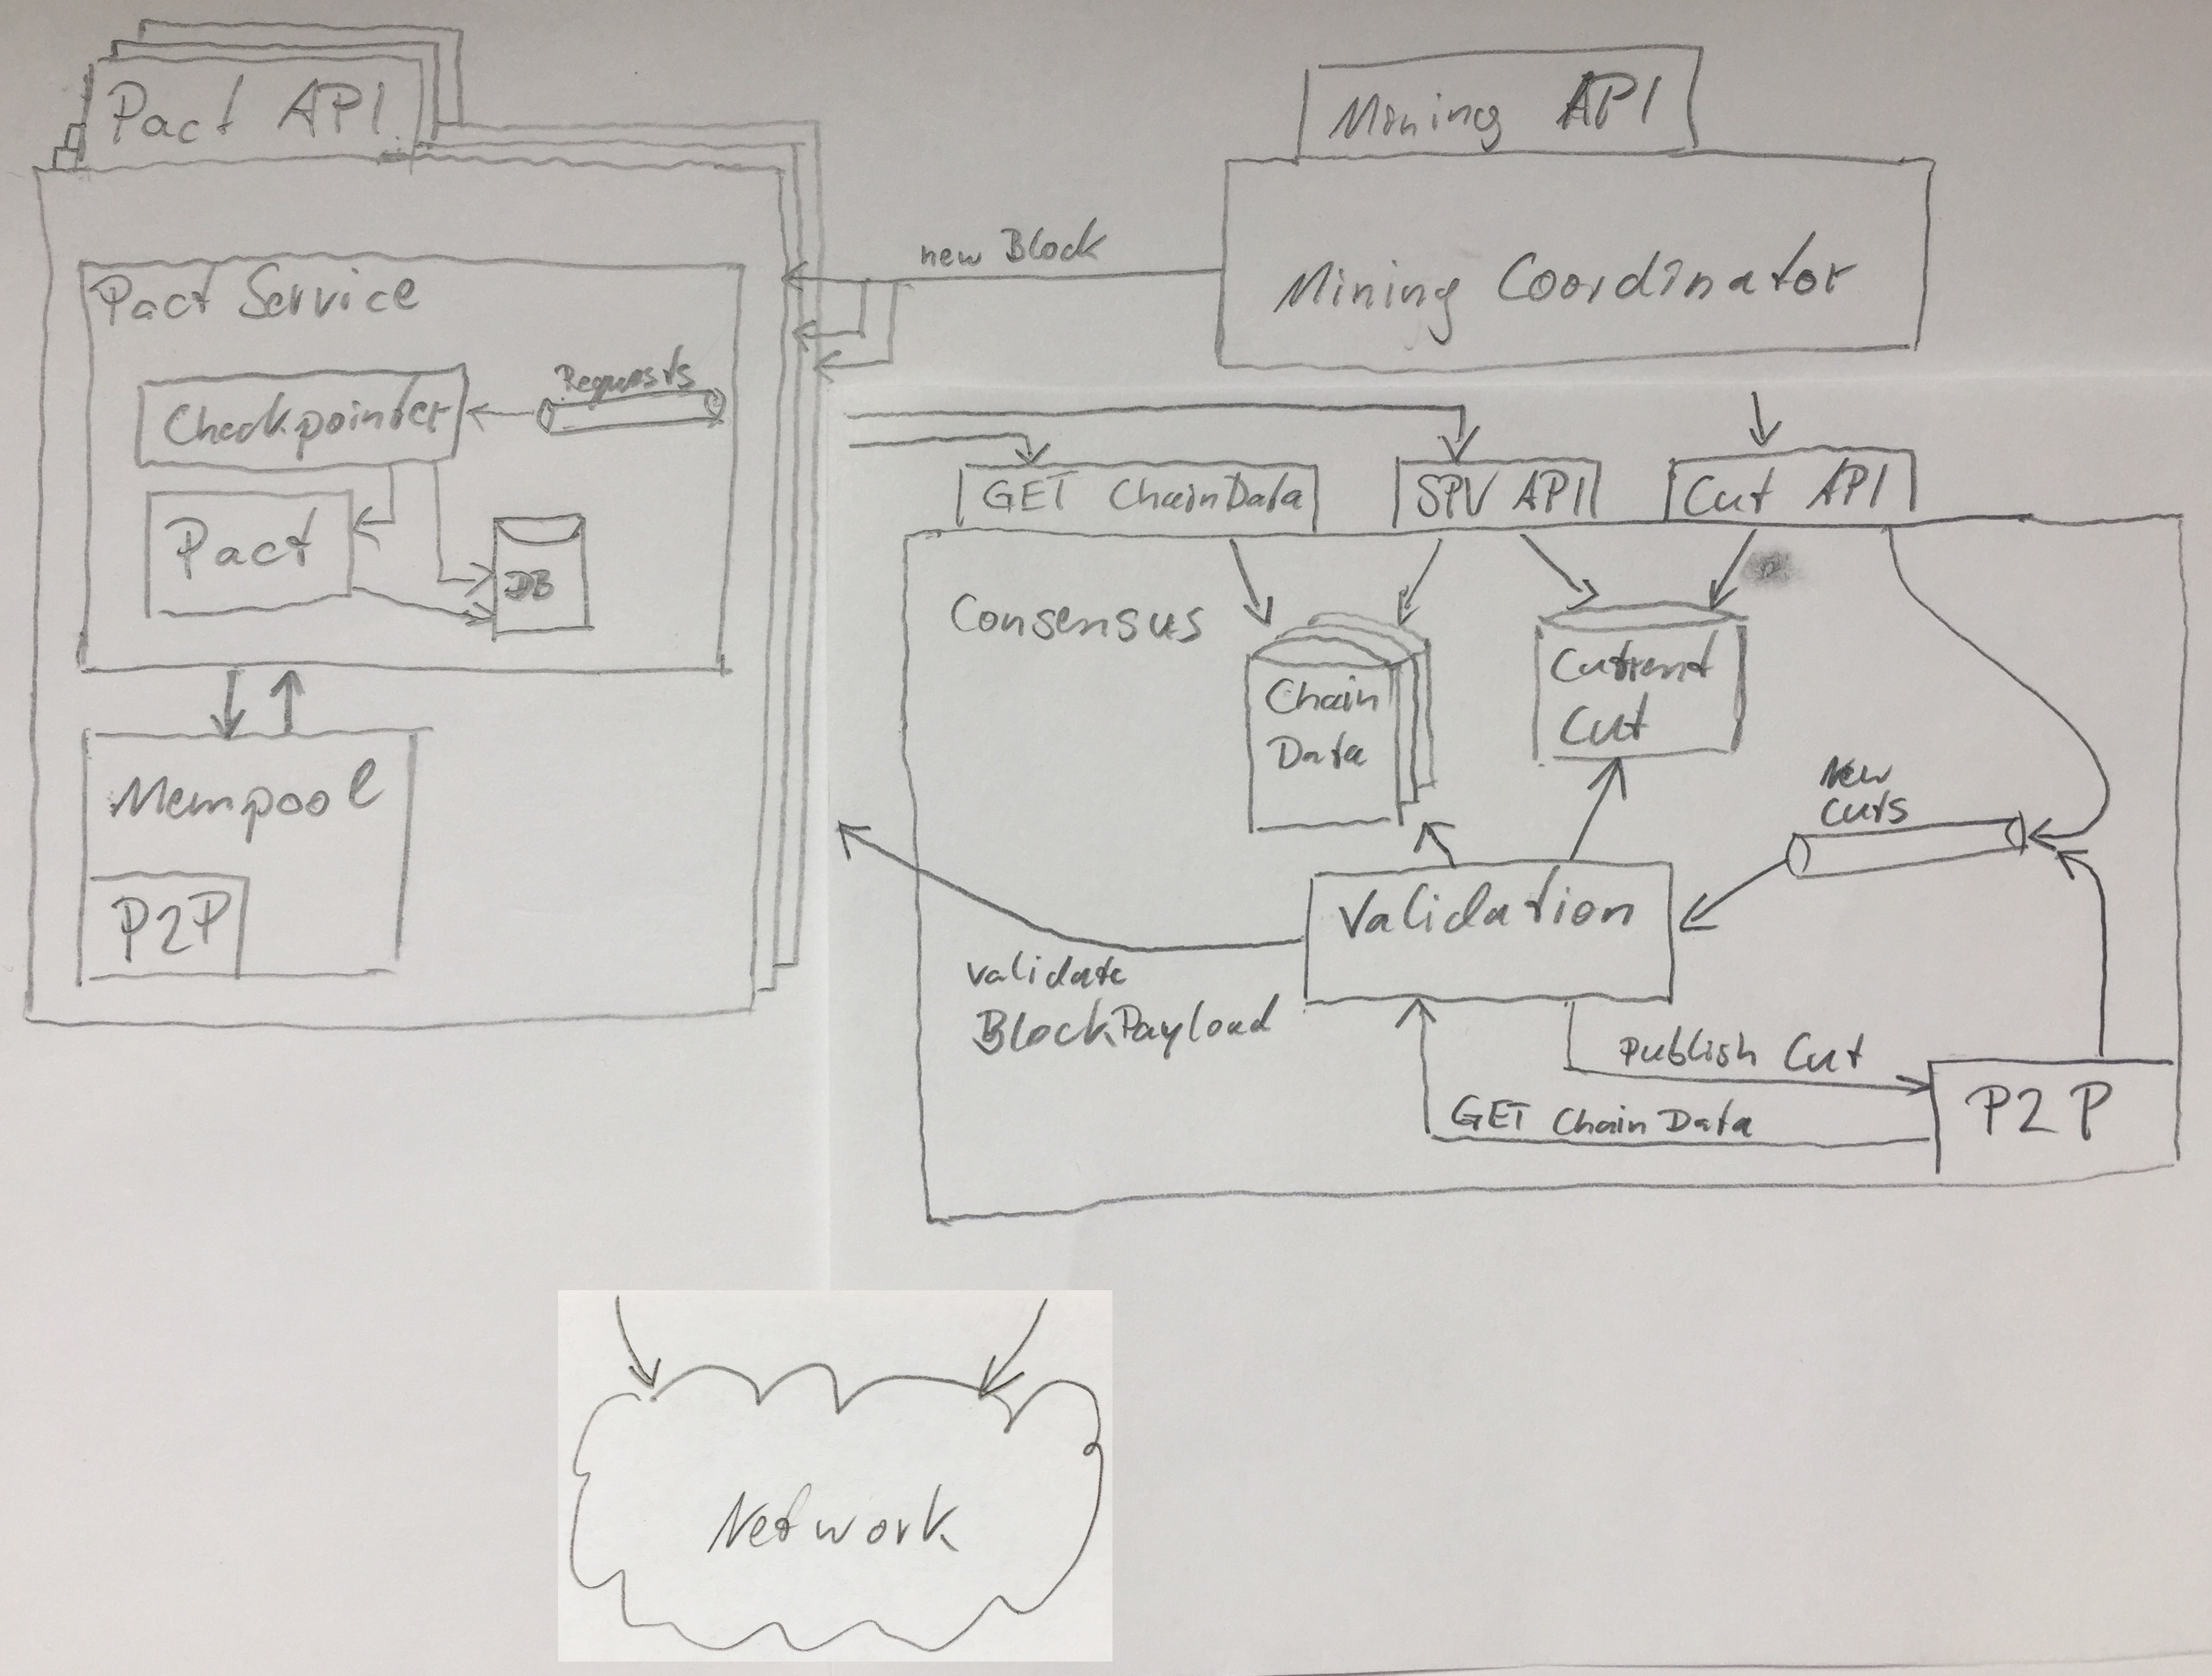 Pact API
Mining API
Mining Coordinator
new Block
Pact Service
Requests
Checkpointer
Pact
DB
Mempool
P2P
GET ChainData
SPV API
Cut API
Consensus
Chain
Data
Current
Cut
New
Cuts
Validation
validate
BlockPayload
Publish Cut
GET ChainData
P2P
Network